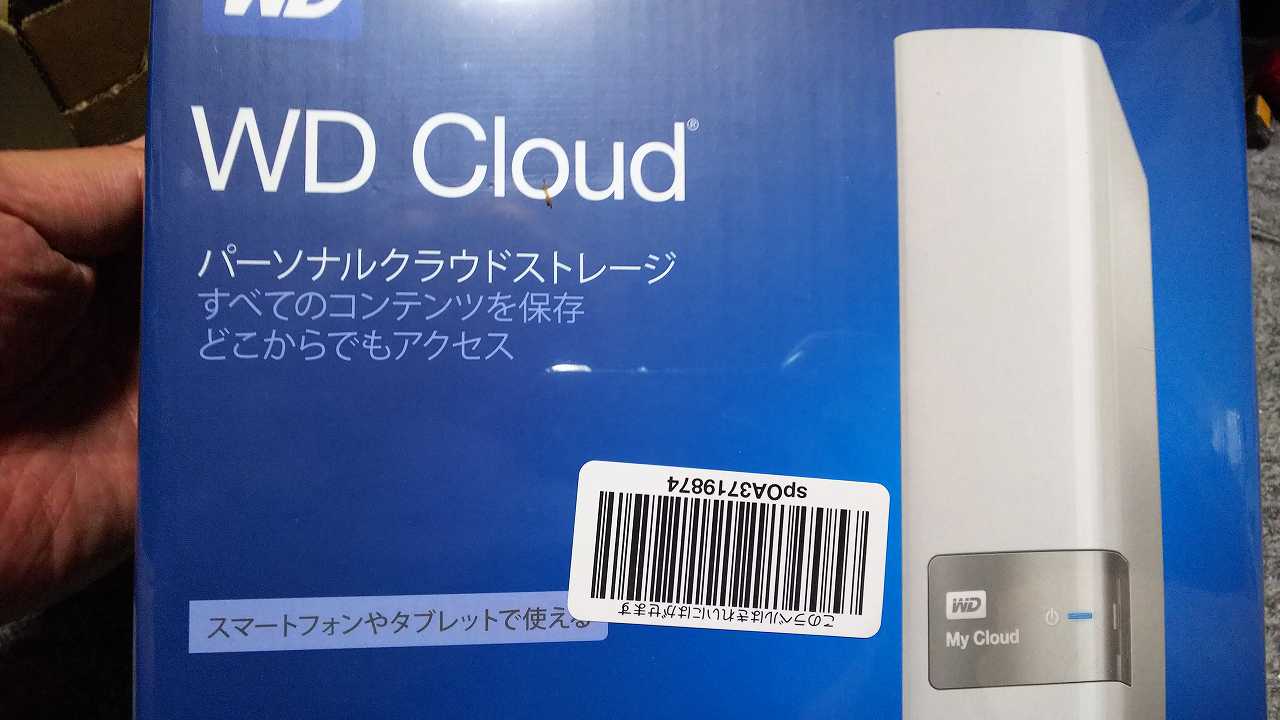 WD
WD Cloud®
パーソナルクラウドストレージ
すべてのコンテンツを保存
どこからでもアクセス
spOA3719874
このラベルはきれいにはがせます
スマートフォンやタブレットで使える
WD
My Cloud